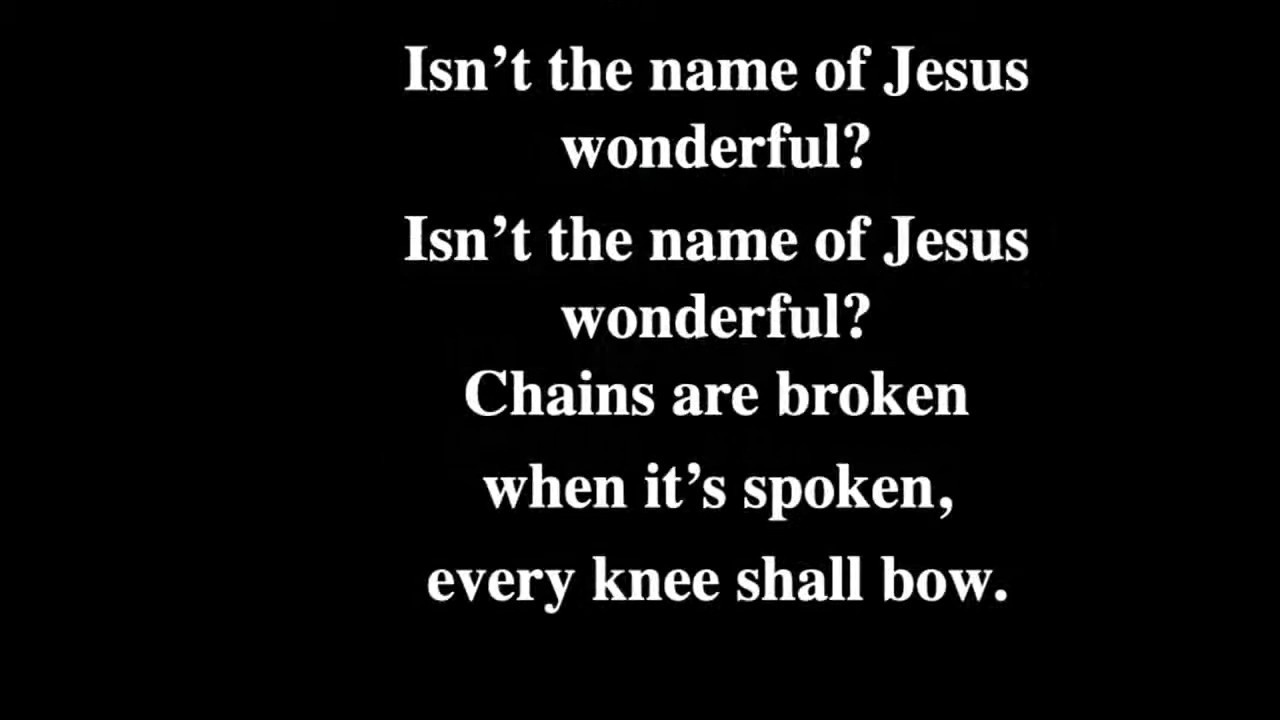 Isn’t the name of Jesus
wonderful?
Isn’t the name of Jesus
wonderful?
Chains are broken
when it’s spoken,
every knee shall bow.